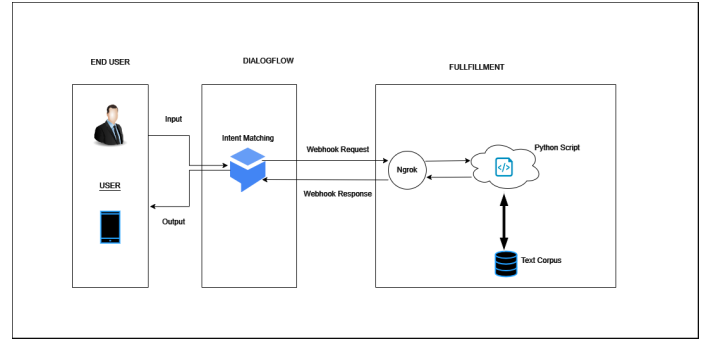 END USER
DIALOGFLOW
FULLFILLMENT
Input
Intent Matching
Webhook Request
Python Script
Ngrok
</>
USER
Webhook Response
Output
Text Corpus